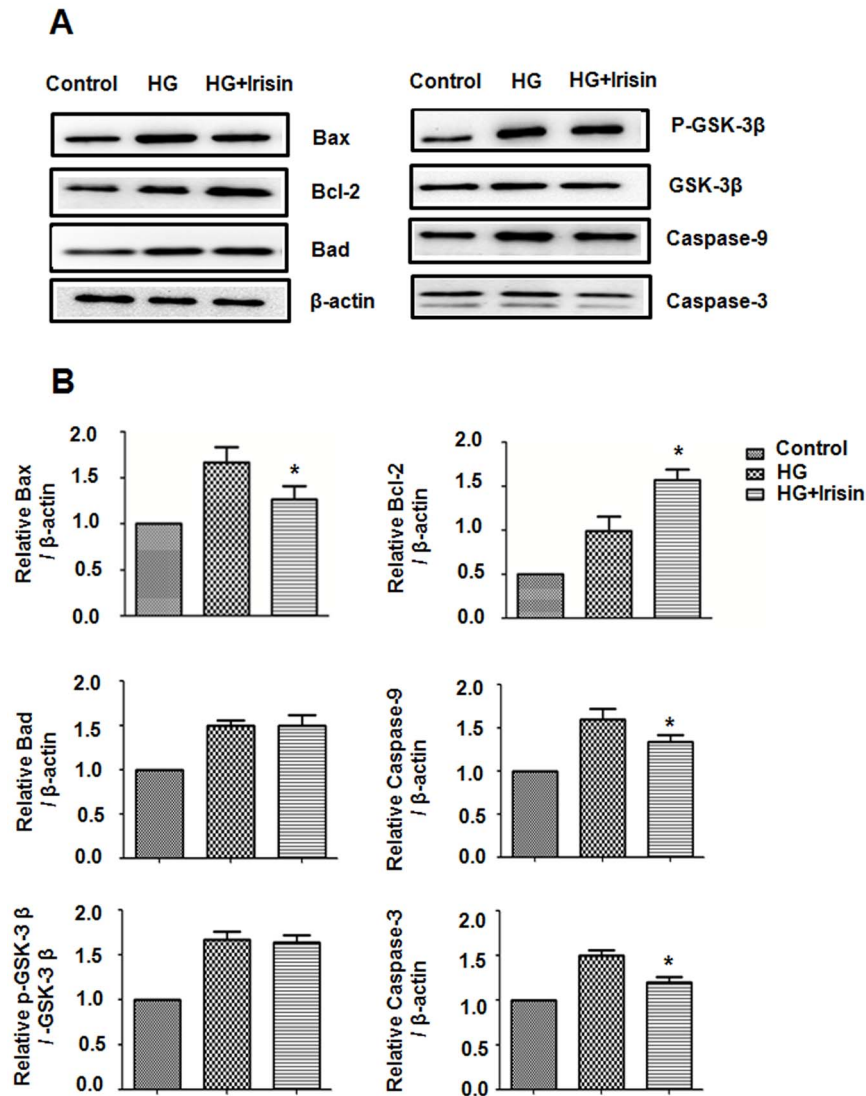 A
Control HG HG+Irisin
Bax
Bcl-2
Bad
β-actin
Control HG HG+Irisin
P-GSK-3β
GSK-3β
Caspase-9
Caspase-3
B
Relative Bax
/ β-actin
2.0
1.5
1.0
0.5
0.0
*
Relative Bcl-2
/ β-actin
2.0
1.5
1.0
0.5
0.0
*
Control
HG
HG+Irisin
Relative Bad
/ β-actin
2.0
1.5
1.0
0.5
0.0
Relative Caspase-9
/ β-actin
2.0
1.5
1.0
0.5
0.0
*
Relative p-GSK-3 β
/ -GSK-3 β
2.0
1.5
1.0
0.5
0.0
Relative Caspase-3
/ β-actin
2.0
1.5
1.0
0.5
0.0
*